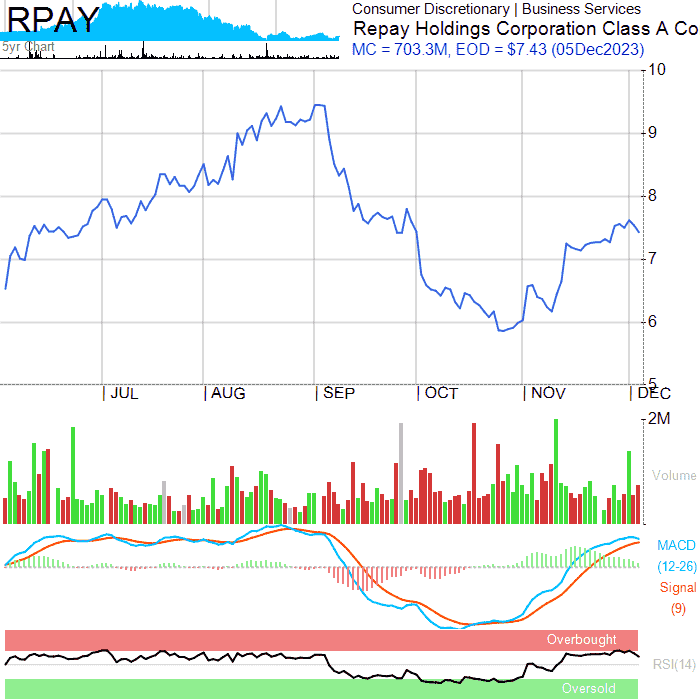 RPAY
5yr Chart
Consumer Discretionary | Business Services
Repay Holdings Corporation Class A Co
MC = 703.3M, EOD = $7.43 (05Dec2023)
10
9
8
7
6
5
| JUL | AUG | SEP | OCT | NOV | DEC
2M
Volume
MACD
(12-26)
Signal
(9)
Overbought
RSI(14)
Oversold